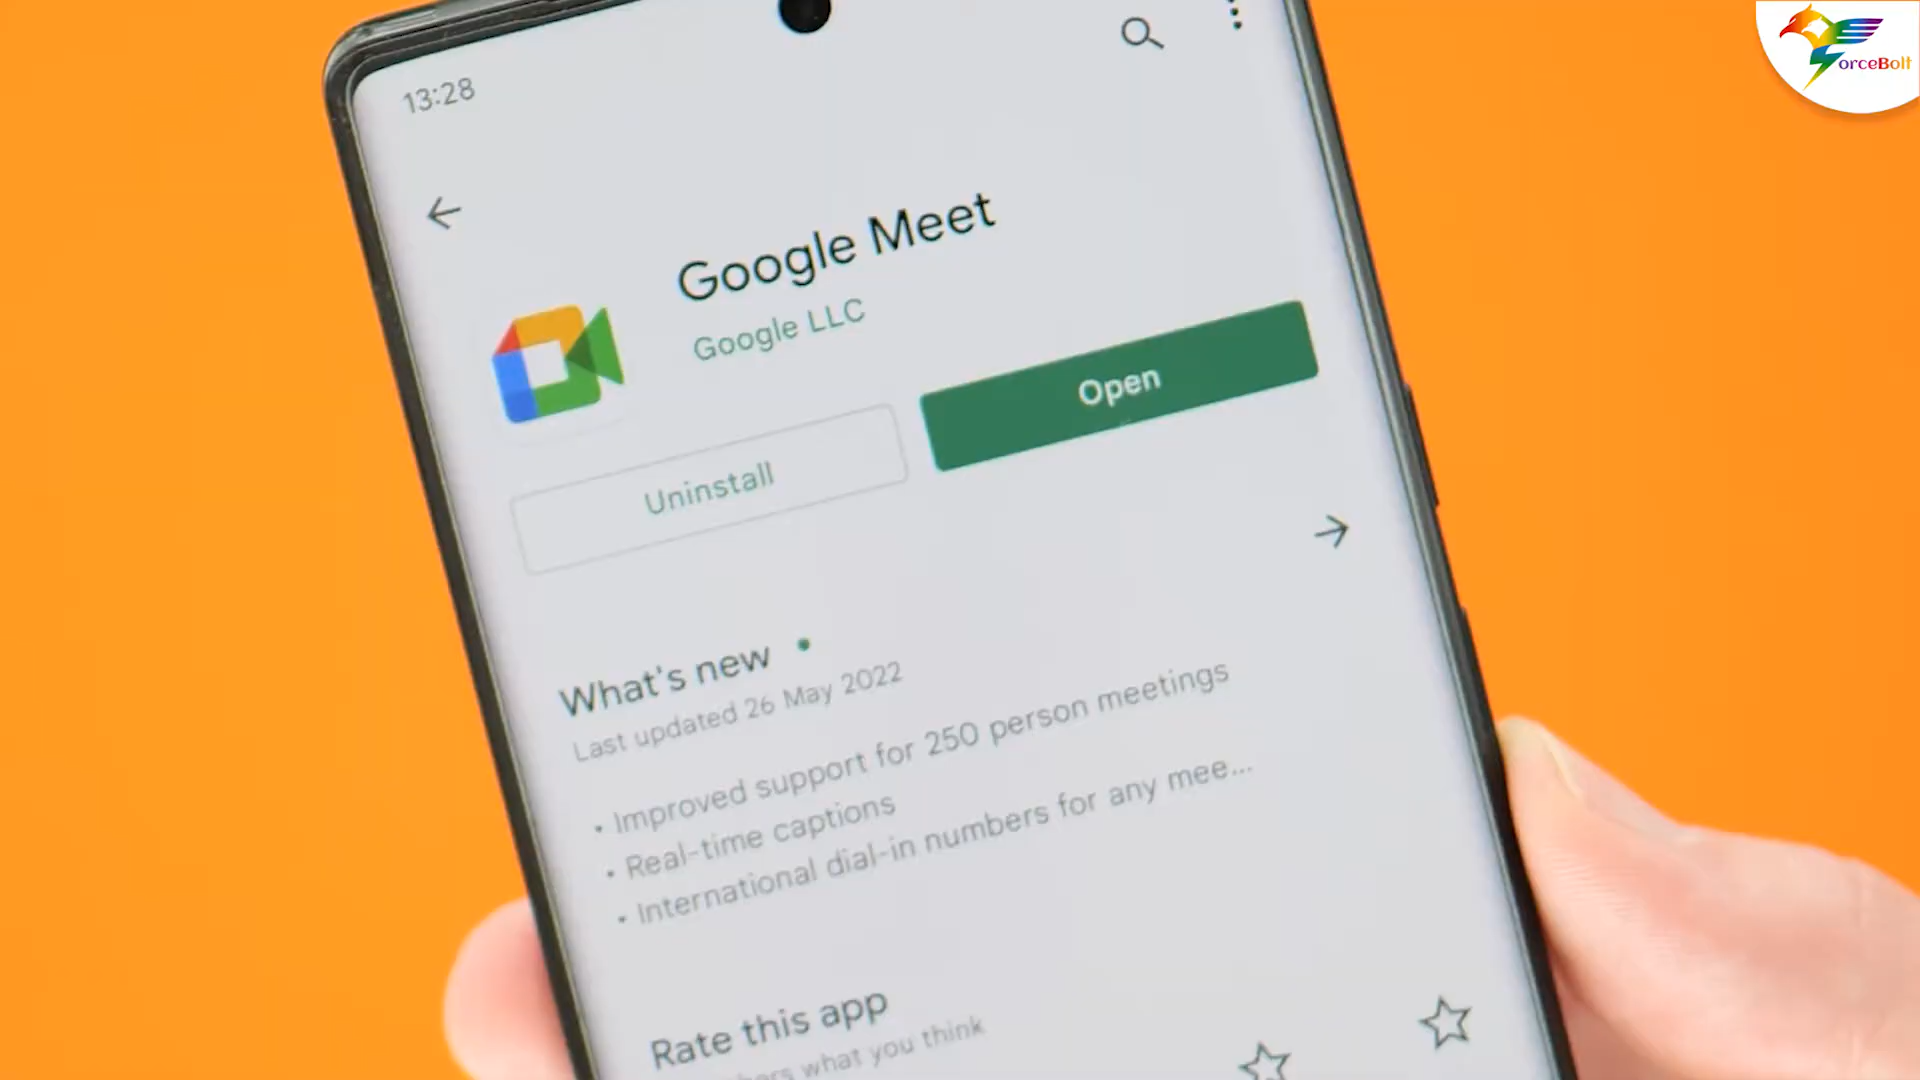 orceBolt
13:28
Google Meet
Google LLC
Uninstall
Open
What's new
Last updated 26 May 2022
• Improved support for 250 person meetings
• Real-time captions
• International dial-in numbers for any mee...
Rate this app
what you think